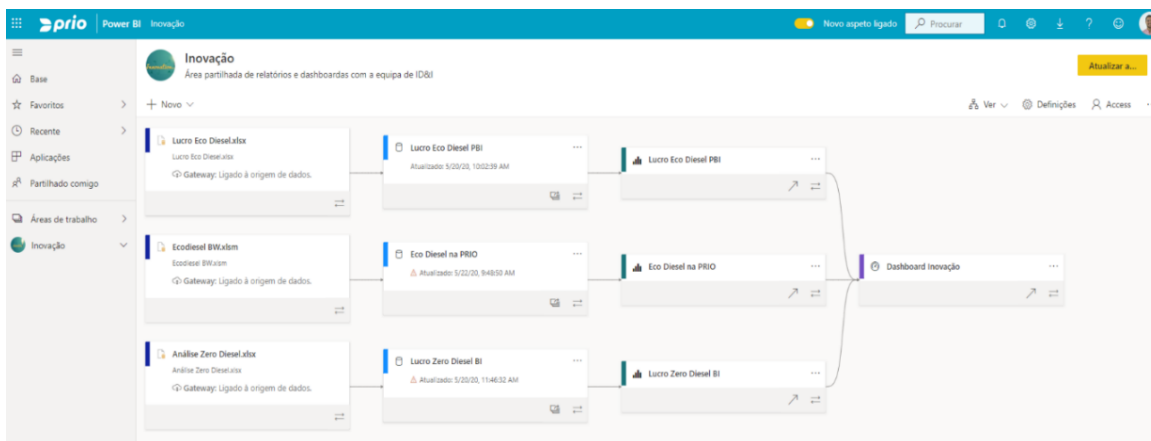 prio Power BI Inovação Novo aspeto ligado Procurar
Inovação
Área partilhada de relatórios e dashboardas com a equipa de ID&I
Atualizar a...
Base
Favoritos
Recente
Aplicações
Partilhado comigo
Áreas de trabalho
Inovação
Novo Ver Definições Access
Lucro Eco Diesel.xlsx
Lucro Eco Diesel.xlsx
Gateway: Ligado à origem de dados.
Lucro Eco Diesel PBI
Atualizado: 5/20/20, 10:02:39 AM
Lucro Eco Diesel PBI
Ecodiesel BW.xlsm
Ecodiesel BW.xlsm
Gateway: Ligado à origem de dados.
Eco Diesel na PRIO
Atualizado: 5/22/20, 9:48:50 AM
Eco Diesel na PRIO
Dashboard Inovação
Análise Zero Diesel.xlsx
Análise Zero Diesel.xlsx
Gateway: Ligado à origem de dados.
Lucro Zero Diesel BI
Atualizado: 5/20/20, 11:46:32 AM
Lucro Zero Diesel BI